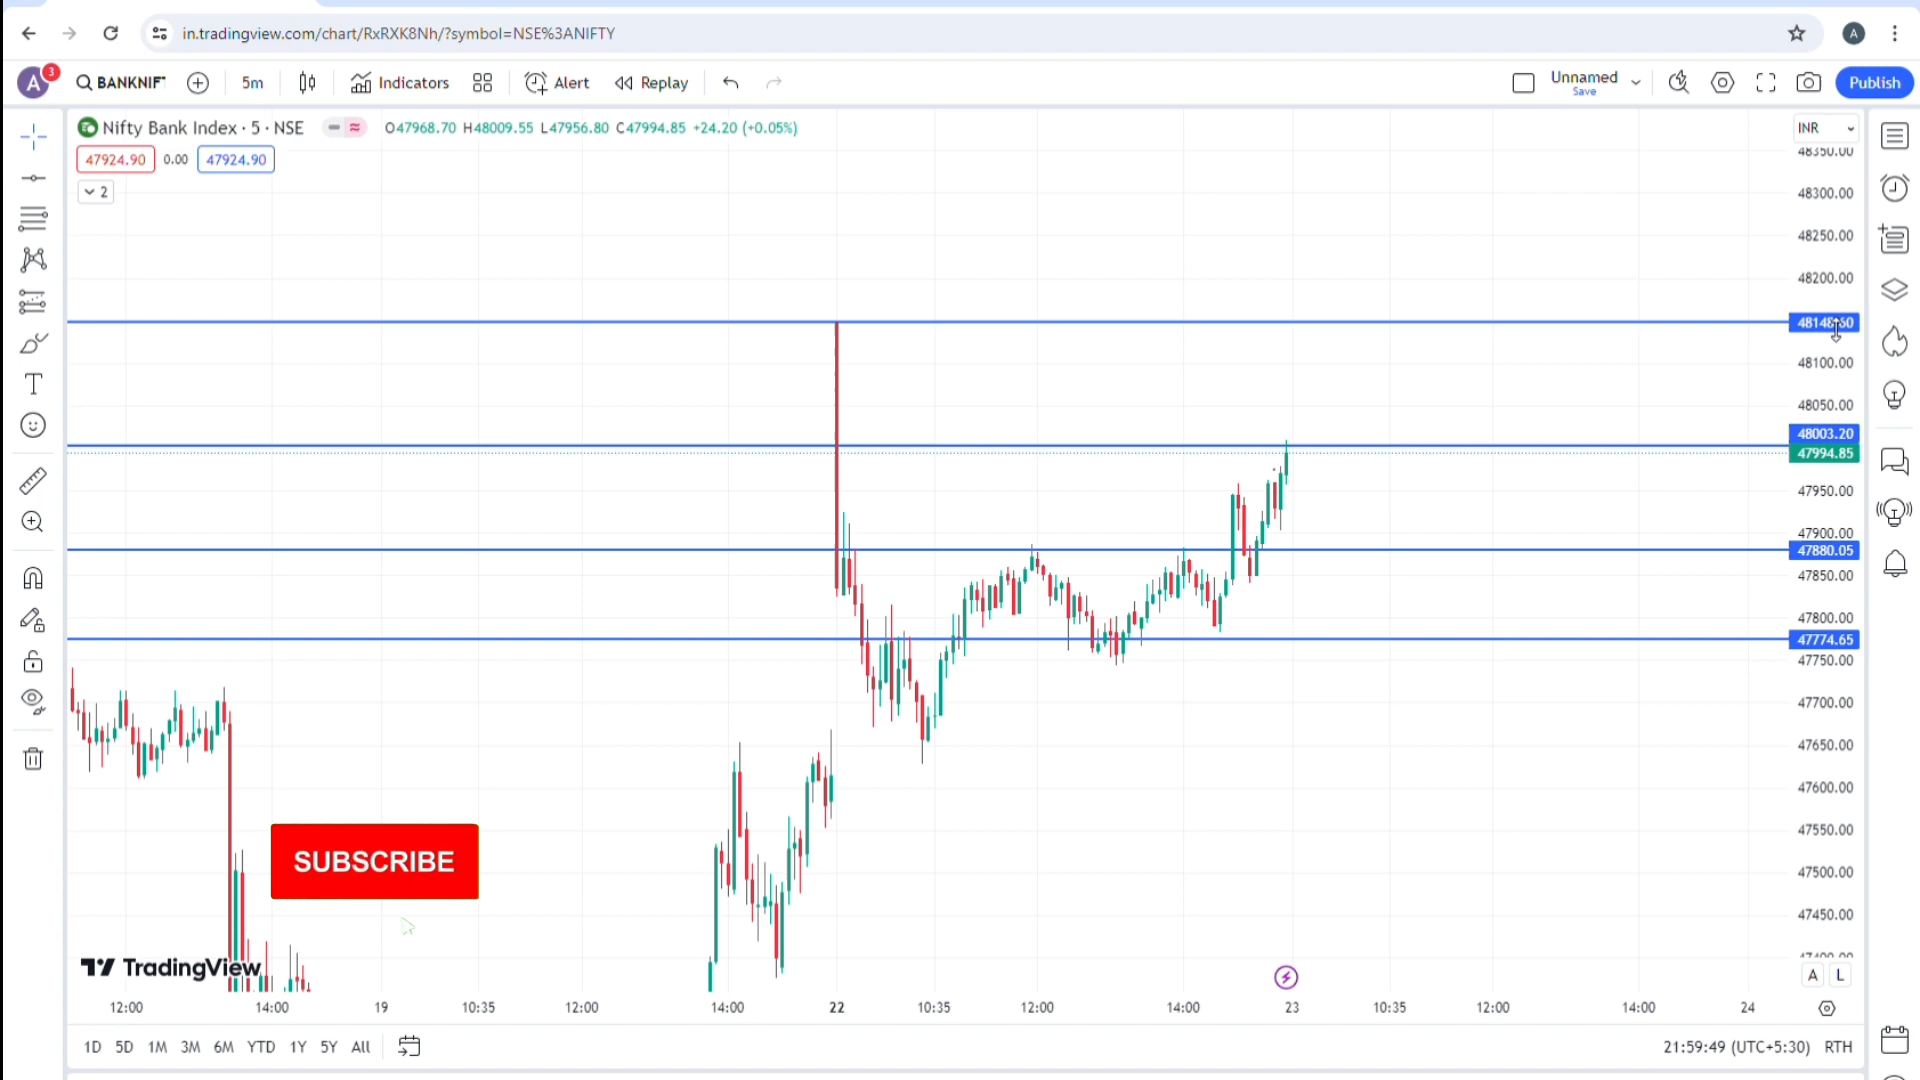 in.tradingview.com/chart/RxRXK8Nh/?symbol=NSE%3ANIFTY
A
A
3
BANKNIF
5m
Indicators
Alert
Replay
Unnamed
Save
Publish
Nifty Bank Index · 5 · NSE
O47968.70 H48009.55 L47956.80 C47994.85 +24.20 (+0.05%)
INR
47924.90
0.00
47924.90
2
48350.00
48300.00
48250.00
48200.00
48100.00
48050.00
48003.20
47994.85
47950.00
47900.00
47880.05
47850.00
47800.00
47774.65
47750.00
47700.00
47650.00
47600.00
47550.00
47500.00
47450.00
SUBSCRIBE
TradingView
A
L
12:00
14:00
19
10:35
12:00
14:00
22
10:35
12:00
14:00
23
10:35
12:00
14:00
24
1D 5D 1M 3M 6M YTD 1Y 5Y All
21:59:49 (UTC+5:30) RTH